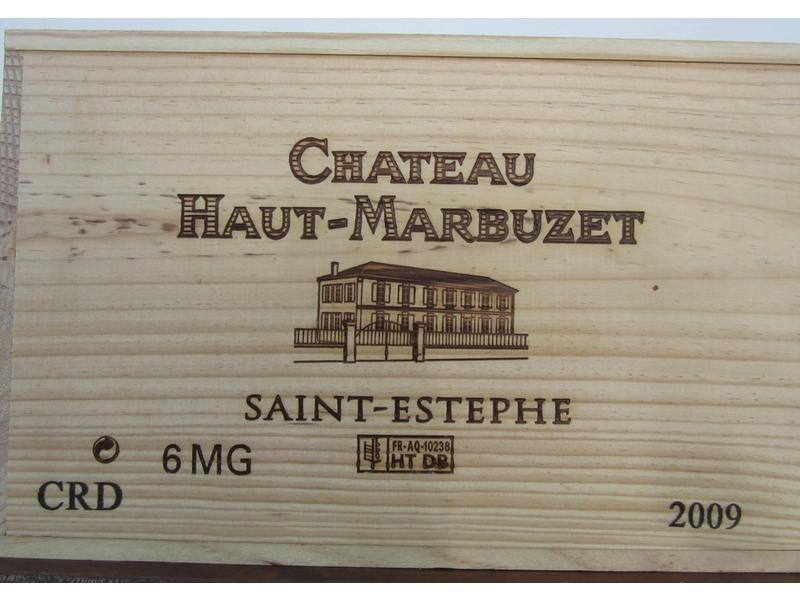 CHATEAU
HAUT-MARBUZET
SAINT-ESTEPHE
6 MG
FR-AQ-10238
HT DB
CRD
2009